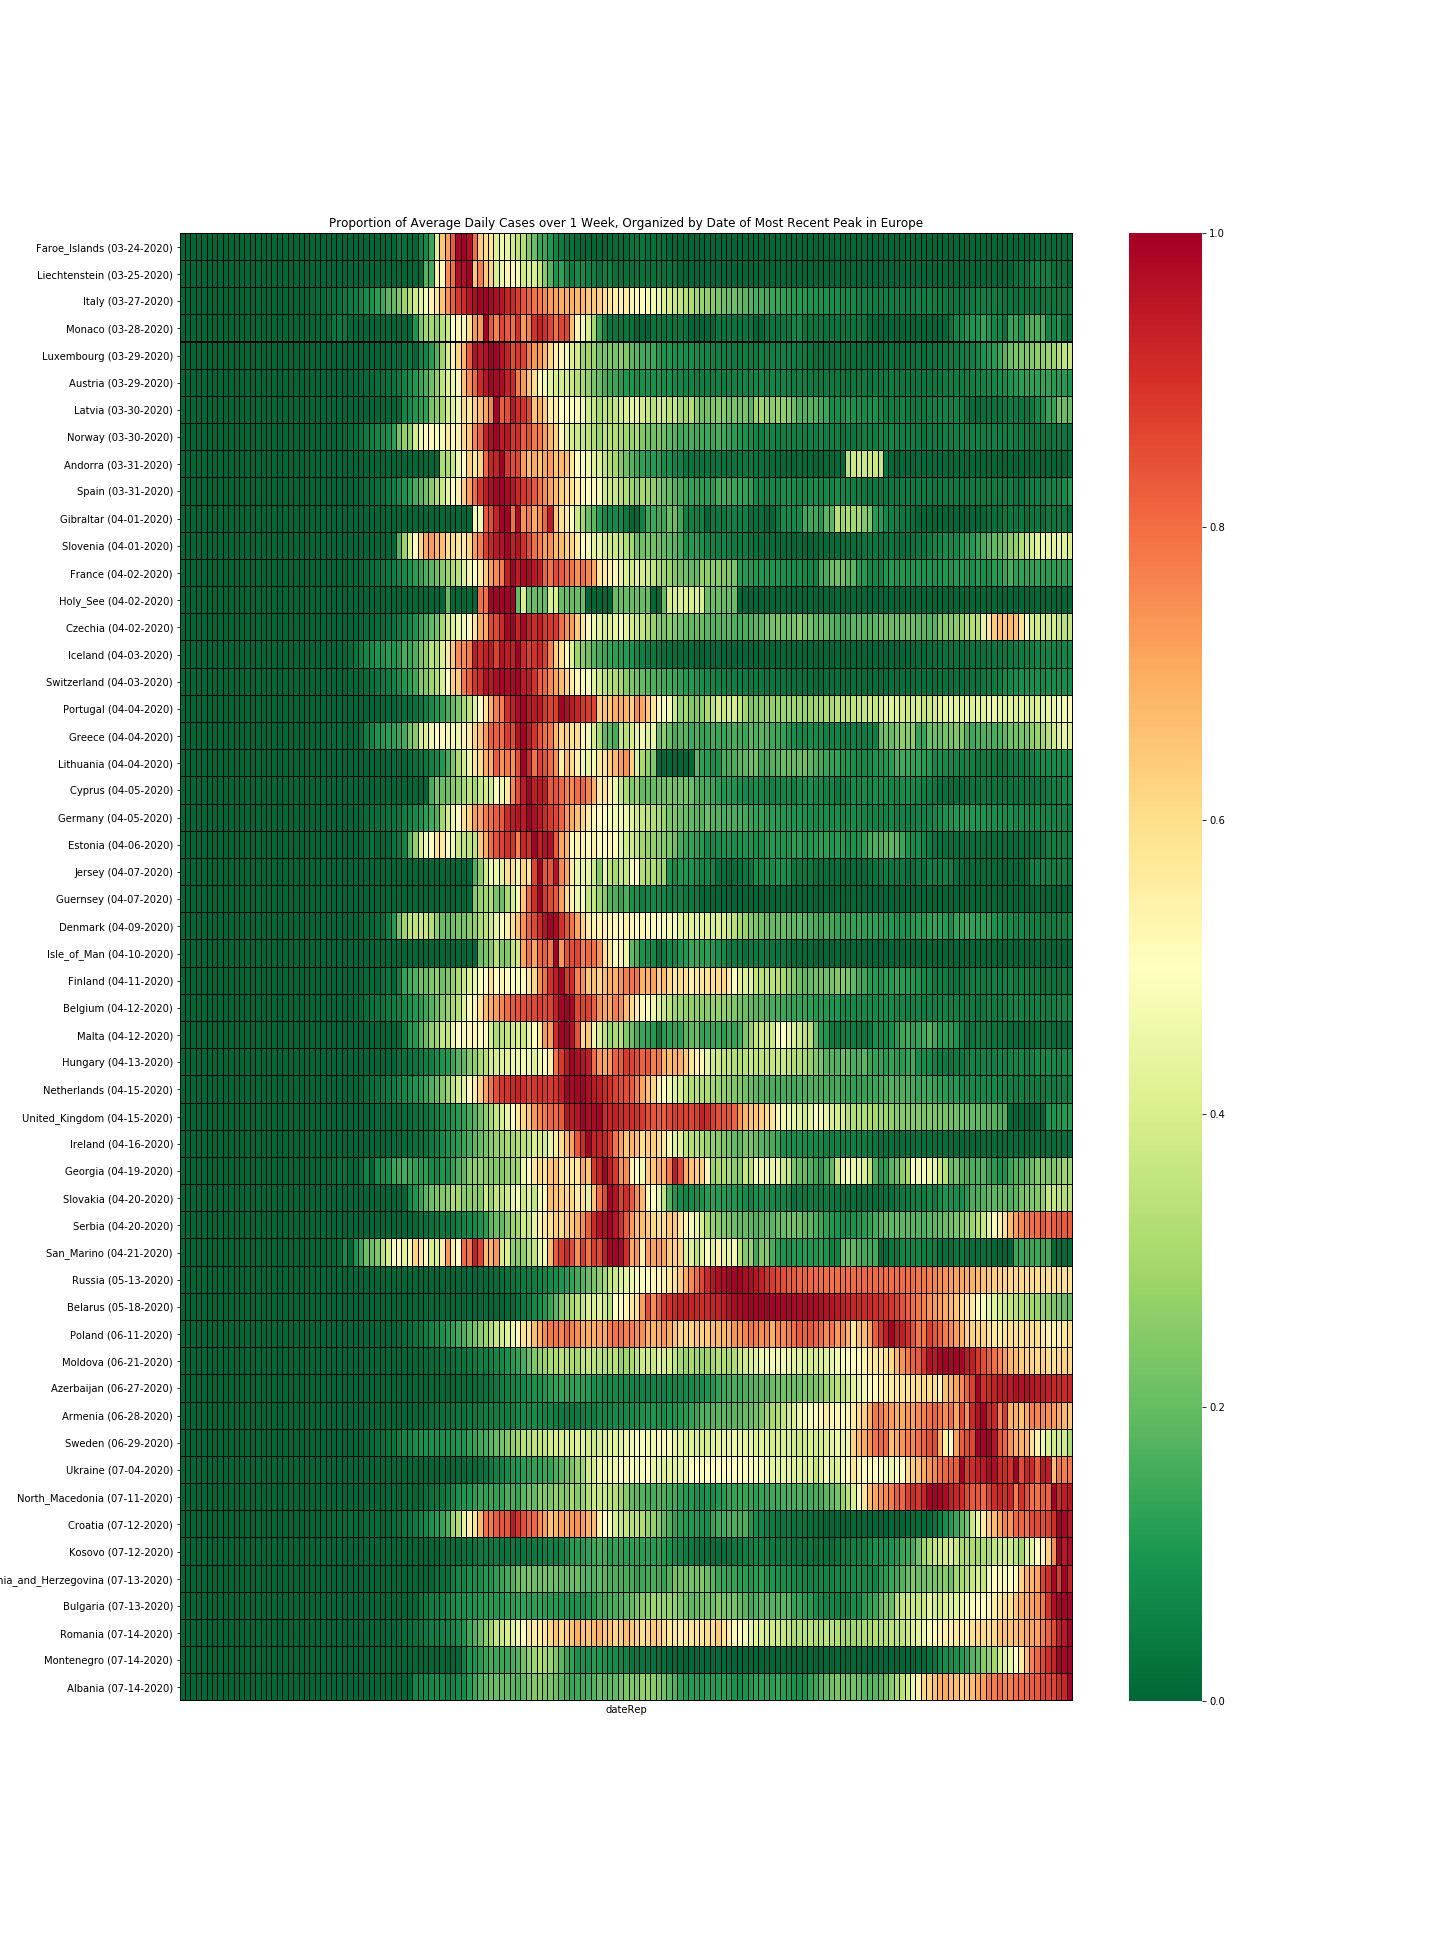 Proportion of Average Daily Cases over 1 Week, Organized by Date of Most Recent Peak in Europe
Faroe_Islands (03-24-2020)
Liechtenstein (03-25-2020)
Italy (03-27-2020)
Monaco (03-28-2020)
Luxembourg (03-29-2020)
Austria (03-29-2020)
Latvia (03-30-2020)
Norway (03-30-2020)
Andorra (03-31-2020)
Spain (03-31-2020)
Gibraltar (04-01-2020)
Slovenia (04-01-2020)
France (04-02-2020)
Holy_See (04-02-2020)
Czechia (04-02-2020)
Iceland (04-03-2020)
Switzerland (04-03-2020)
Portugal (04-04-2020)
Greece (04-04-2020)
Lithuania (04-04-2020)
Cyprus (04-05-2020)
Germany (04-05-2020)
Estonia (04-06-2020)
Jersey (04-07-2020)
Guernsey (04-07-2020)
Denmark (04-09-2020)
Isle_of_Man (04-10-2020)
Finland (04-11-2020)
Belgium (04-12-2020)
Malta (04-12-2020)
Hungary (04-13-2020)
Netherlands (04-15-2020)
United_Kingdom (04-15-2020)
Ireland (04-16-2020)
Georgia (04-19-2020)
Slovakia (04-20-2020)
Serbia (04-20-2020)
San_Marino (04-21-2020)
Russia (05-13-2020)
Belarus (05-18-2020)
Poland (06-11-2020)
Moldova (06-21-2020)
Azerbaijan (06-27-2020)
Armenia (06-28-2020)
Sweden (06-29-2020)
Ukraine (07-04-2020)
North_Macedonia (07-11-2020)
Croatia (07-12-2020)
Kosovo (07-12-2020)
nia_and_Herzegovina (07-13-2020)
Bulgaria (07-13-2020)
Romania (07-14-2020)
Montenegro (07-14-2020)
Albania (07-14-2020)
dateRep
1.0
0.8
0.6
0.4
0.2
0.0